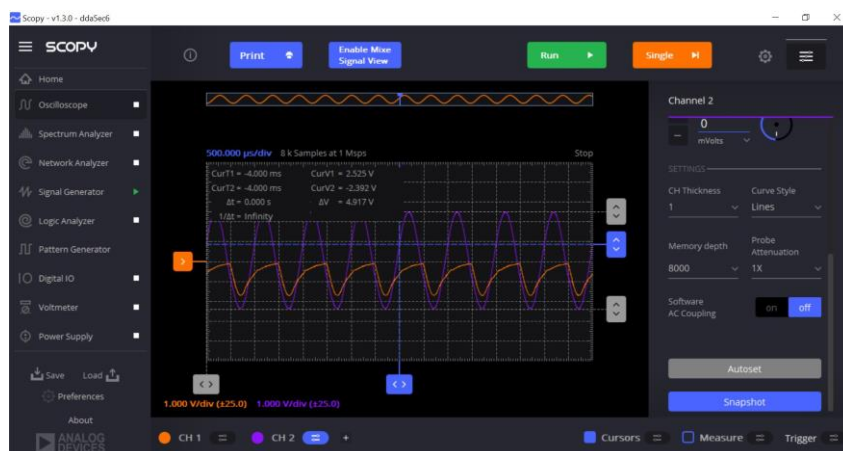 Scopy - v1.3.0 - ddaSec6
SCOPY
Print
Enable Mixe
Signal View
Run
Single
Home
Oscilloscope
Spectrum Analyzer
Network Analyzer
Signal Generator
Logic Analyzer
Pattern Generator
Digital IO
Voltmeter
Power Supply
Save Load
Preferences
About
ANALOG
DEVICES
500.000 µs/div 8 k Samples at 1 Msps Stop
CurT1 = -4.000 ms CurV1 = 2.525 V
CurT2 = -4.000 ms CurV2 = -2.392 V
Δt = 0.000 s ΔV = 4.917 V
1/Δt = Infinity
1.000 V/div (±25.0) 1.000 V/div (±25.0)
CH 1 CH 2 +
Cursors Measure Trigger
Channel 2
0
mVolts
SETTINGS
CH Thickness Curve Style
1 Lines
Memory depth Probe
Attenuation
8000 1X
Software
AC Coupling
on off
Autoset
Snapshot